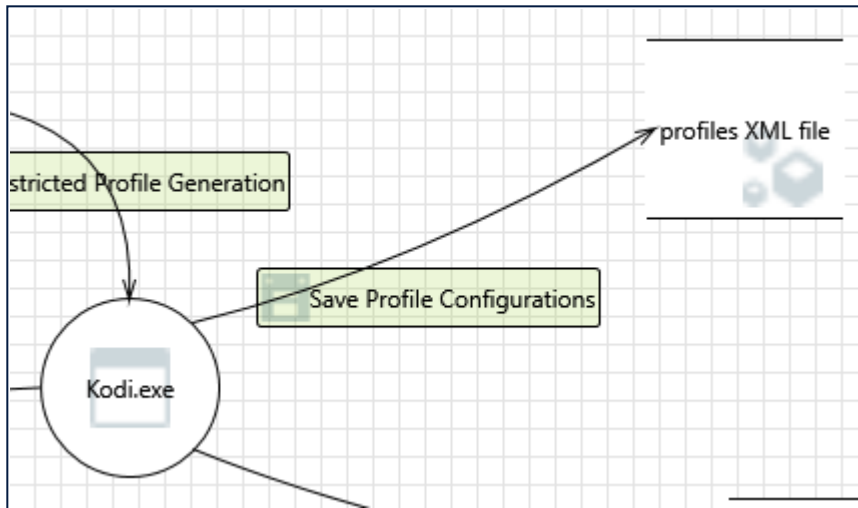 profiles XML file
stricted Profile Generation
Save Profile Configurations
Kodi.exe